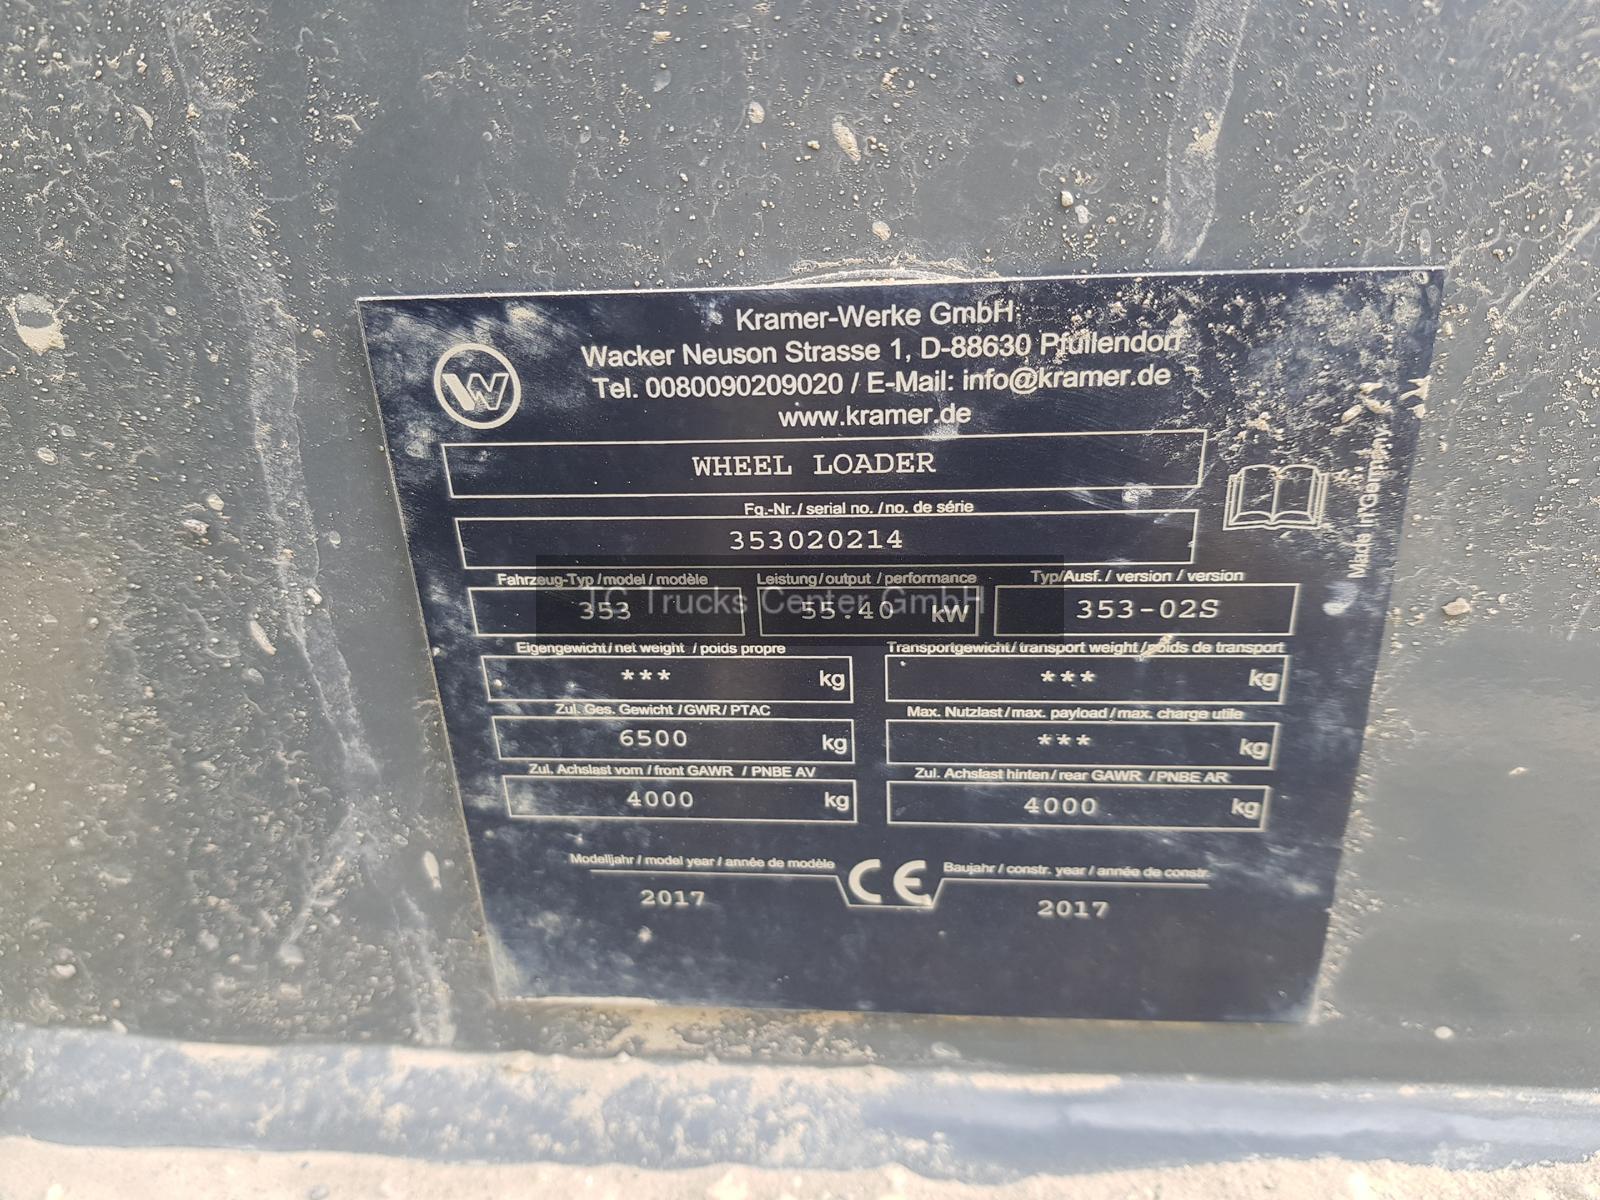 Kramer-Werke GmbH
Wacker Neuson Strasse 1, D-88630 Pfullendorf
Tel. 0080090209020 / E-Mail: info@kramer.de
www.kramer.de
W
WHEEL LOADER
Fg.-Nr. / serial no. / no. de série
353020214
Made in Germany
Fahrzeug-Typ / model / modèle Leistung / output / performance Typ/Ausf. / version / version
353 55.40 kW 353-02S
TC Trucks Center GmbH
Eigengewicht / net weight / poids propre Transportgewicht / transport weight / poids de transport
*** kg *** kg
Zul. Ges. Gewicht / GWR / PTAC Max. Nutzlast / max. payload / max. charge utile
6500 kg *** kg
Zul. Achslast vorn / front GAWR / PNBE AV Zul. Achslast hinten / rear GAWR / PNBE AR
4000 kg 4000 kg
Modelljahr / model year / année de modèle CE Baujahr / constr. year / année de constr.
2017 2017